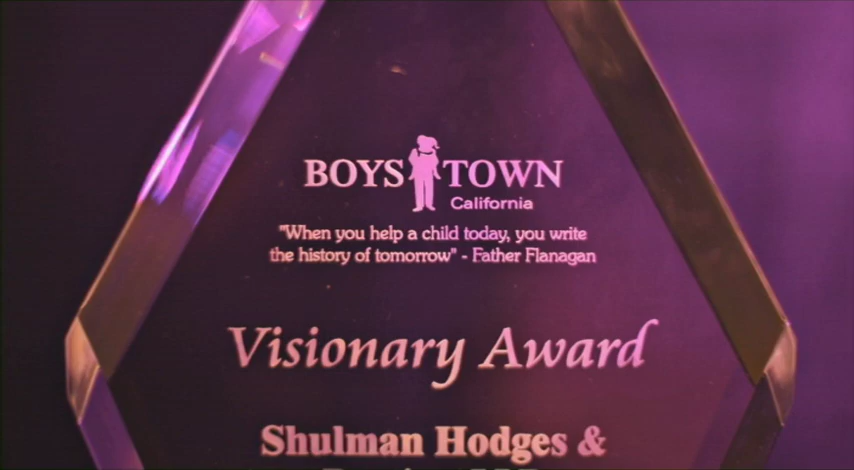 BOYS TOWN
California
"When you help a child today, you write
the history of tomorrow" - Father Flanagan
Visionary Award
Shulman Hodges &